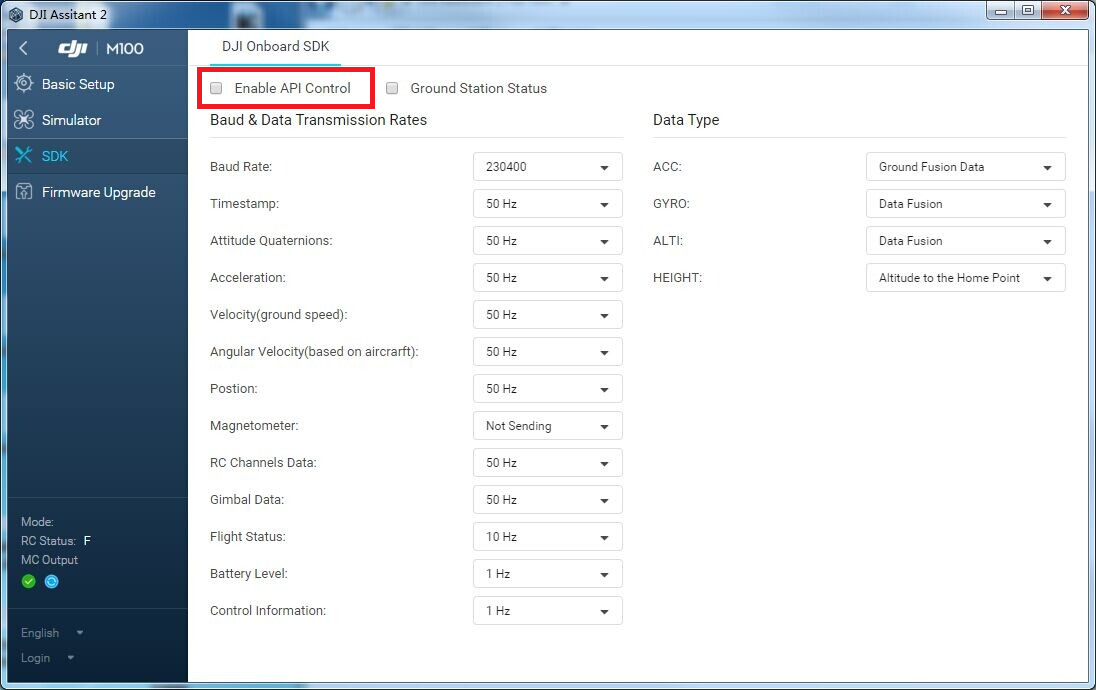 DJI Assitant 2
dji M100
Basic Setup
Simulator
SDK
Firmware Upgrade
Mode:
RC Status: F
MC Output
English
Login
DJI Onboard SDK
Enable API Control
Ground Station Status
Baud & Data Transmission Rates
Baud Rate: 230400
Timestamp: 50 Hz
Attitude Quaternions: 50 Hz
Acceleration: 50 Hz
Velocity(ground speed): 50 Hz
Angular Velocity(based on aircrarft): 50 Hz
Postion: 50 Hz
Magnetometer: Not Sending
RC Channels Data: 50 Hz
Gimbal Data: 50 Hz
Flight Status: 10 Hz
Battery Level: 1 Hz
Control Information: 1 Hz
Data Type
ACC: Ground Fusion Data
GYRO: Data Fusion
ALTI: Data Fusion
HEIGHT: Altitude to the Home Point